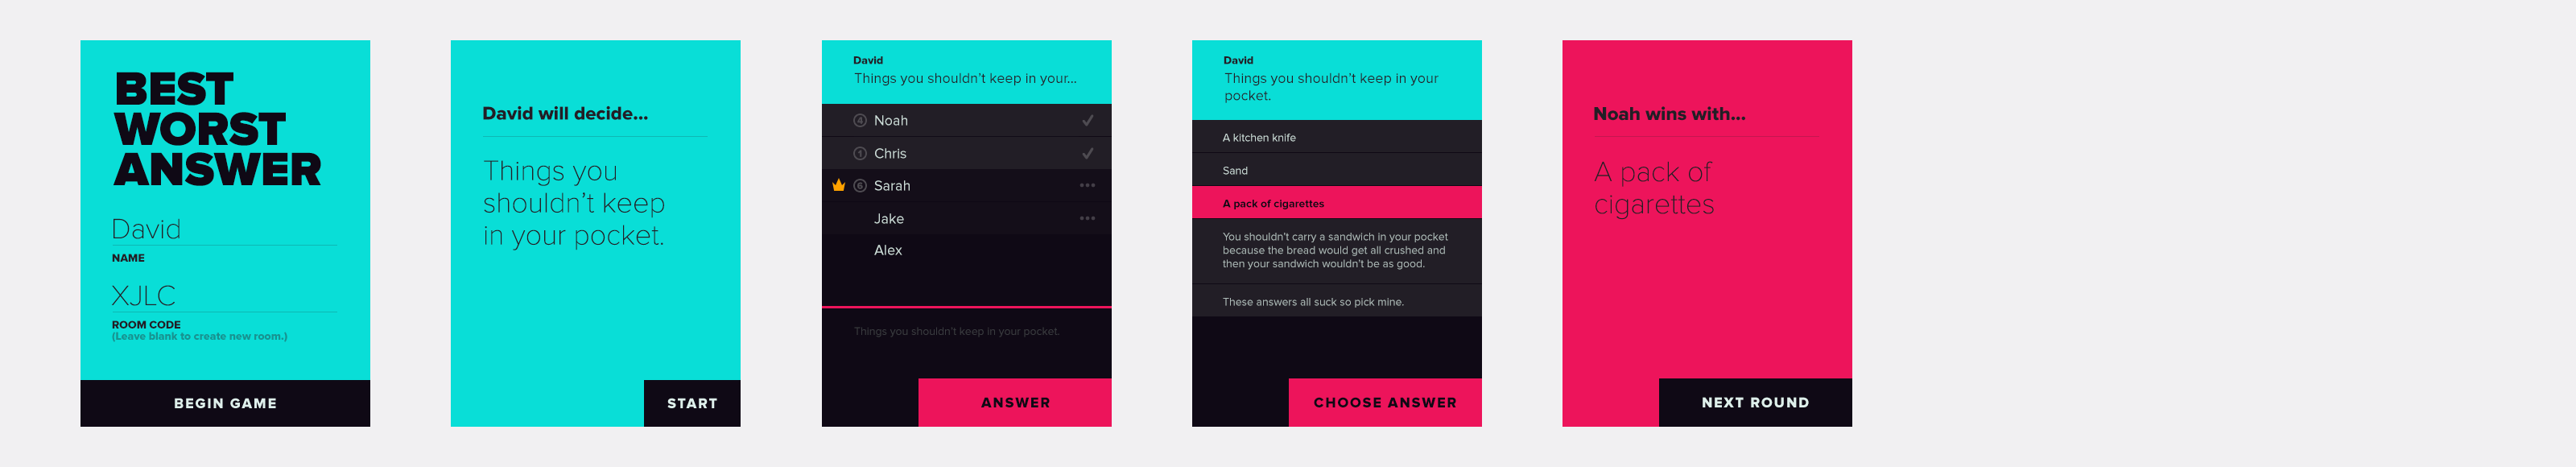 BEST
WORST
ANSWER
David
NAME
XJLC
ROOM CODE
(Leave blank to create new room.)
BEGIN GAME
David will decide...
Things you
shouldn’t keep
in your pocket.
START
David
Things you shouldn’t keep in your...
4 Noah
1 Chris
6 Sarah
Jake
Alex
Things you shouldn’t keep in your pocket.
ANSWER
David
Things you shouldn’t keep in your
pocket.
A kitchen knife
Sand
A pack of cigarettes
You shouldn’t carry a sandwich in your pocket
because the bread would get all crushed and
then your sandwich wouldn’t be as good.
These answers all suck so pick mine.
CHOOSE ANSWER
Noah wins with...
A pack of
cigarettes
NEXT ROUND